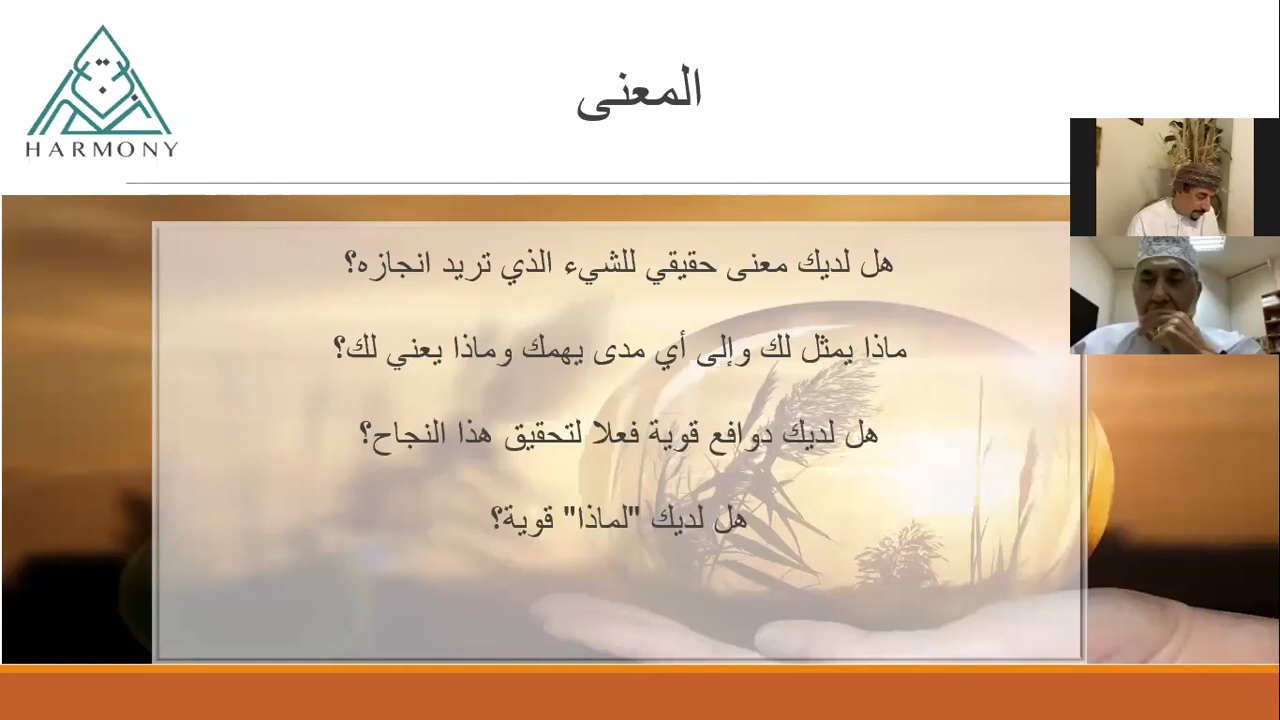 HARMONY
المعنى
هل لديك معنى حقيقي للشيء الذي تريد انجازه؟
ماذا يمثل لك وإلى أي مدى يهمك وماذا يعني لك؟
هل لديك دوافع قوية فعلا لتحقيق هذا النجاح؟
هل لديك "لماذا" قوية؟